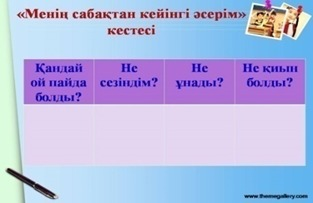 «Менің сабақтан кейінгі әсерім»
кестесі
Қандай ой пайда болды?
Не сезіндім?
Не ұнады?
Не қиын болды?
www.themegallery.com